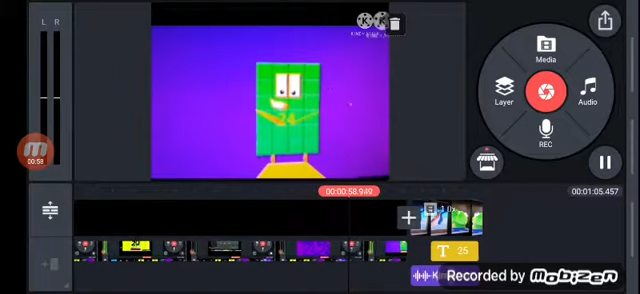 L R
Media
Layer
Audio
REC
24
00:58
00:00:58.949
00:01:05.457
20
T 25
Recorded by mobizen